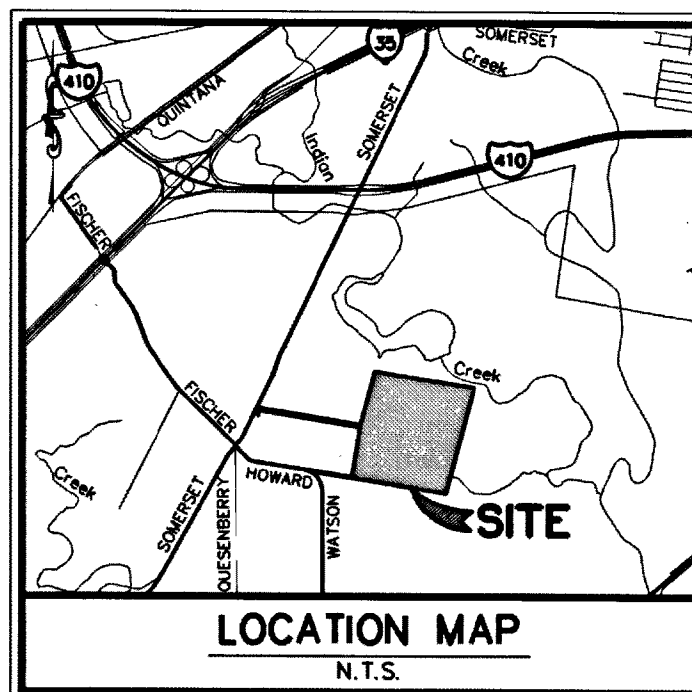 SOMERSET
35
Creek
410
QUINTANA
SOMERSET
Indian
410
FISCHER
Creek
FISCHER
Creek
HOWARD
SOMERSET
QUESENBERRY
WATSON
SITE
LOCATION MAP
N.T.S.